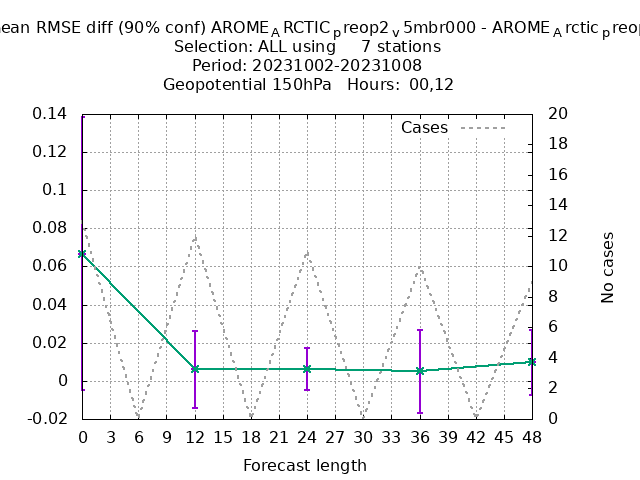 ean RMSE diff (90% conf) AROME_ARCTIC_preop2_v5mbr000 - AROME_Arctic_preop
Selection: ALL using 7 stations
Period: 20231002-20231008
Geopotential 150hPa Hours: 00,12
Cases
0.14
0.12
0.1
0.08
0.06
0.04
0.02
0
-0.02
20
18
16
14
12
10
8
6
4
2
0
No cases
0 3 6 9 12 15 18 21 24 27 30 33 36 39 42 45 48
Forecast length